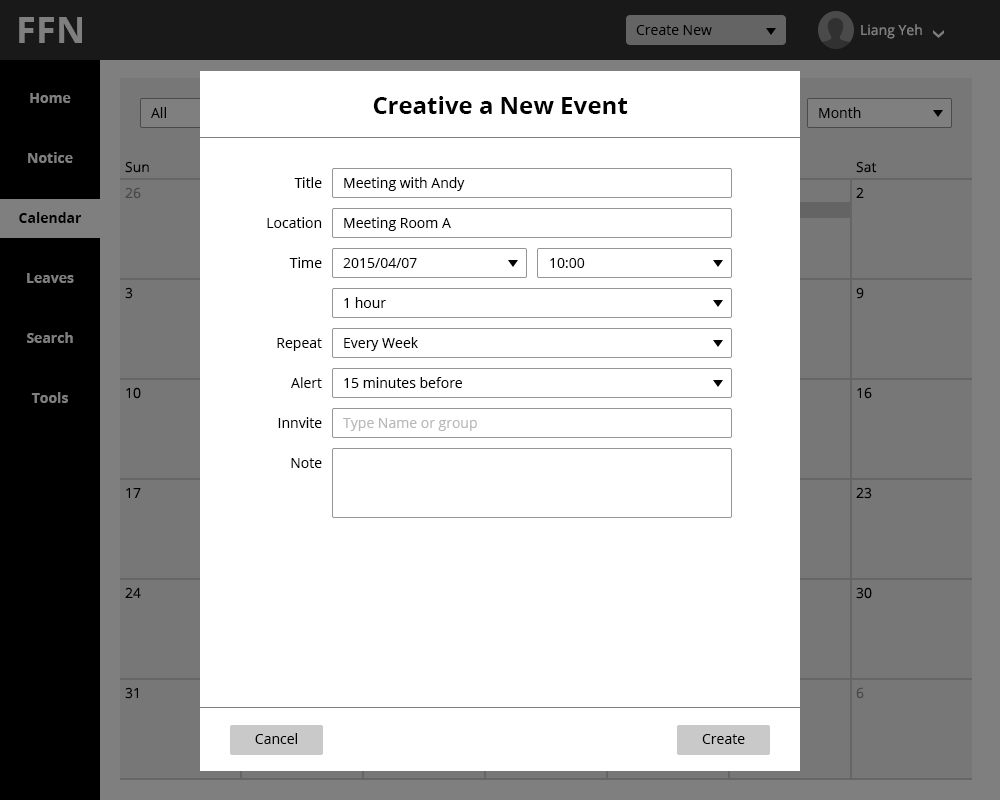 FFN
Create New
Liang Yeh
Home
Notice
Calendar
Leaves
Search
Tools
All
Month
Sun
Sat
26
2
3
9
10
16
17
23
24
30
31
6
Creative a New Event
Title Meeting with Andy
Location Meeting Room A
Time 2015/04/07 10:00
1 hour
Repeat Every Week
Alert 15 minutes before
Innvite Type Name or group
Note
Cancel Create